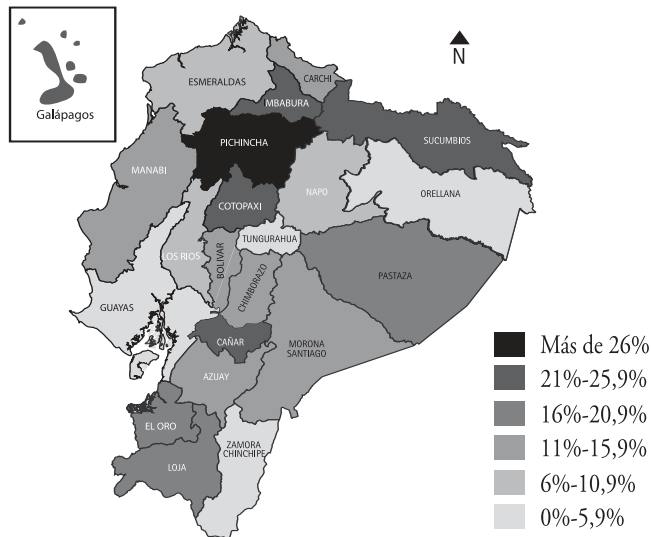 Galápagos
N
ESMERALDAS
CARCHI
MBABURA
SUCUMBIOS
PICHINCHA
MANABI
NAPO
ORELLANA
COTOPAXI
TUNGURAHUA
LOS RIOS
BOLIVAR
CHIMBORAZO
PASTAZA
GUAYAS
CAÑAR
MORONA
SANTIAGO
AZUAY
EL ORO
ZAMORA
CHINCHIPE
LOJA
Más de 26%
21%-25,9%
16%-20,9%
11%-15,9%
6%-10,9%
0%-5,9%